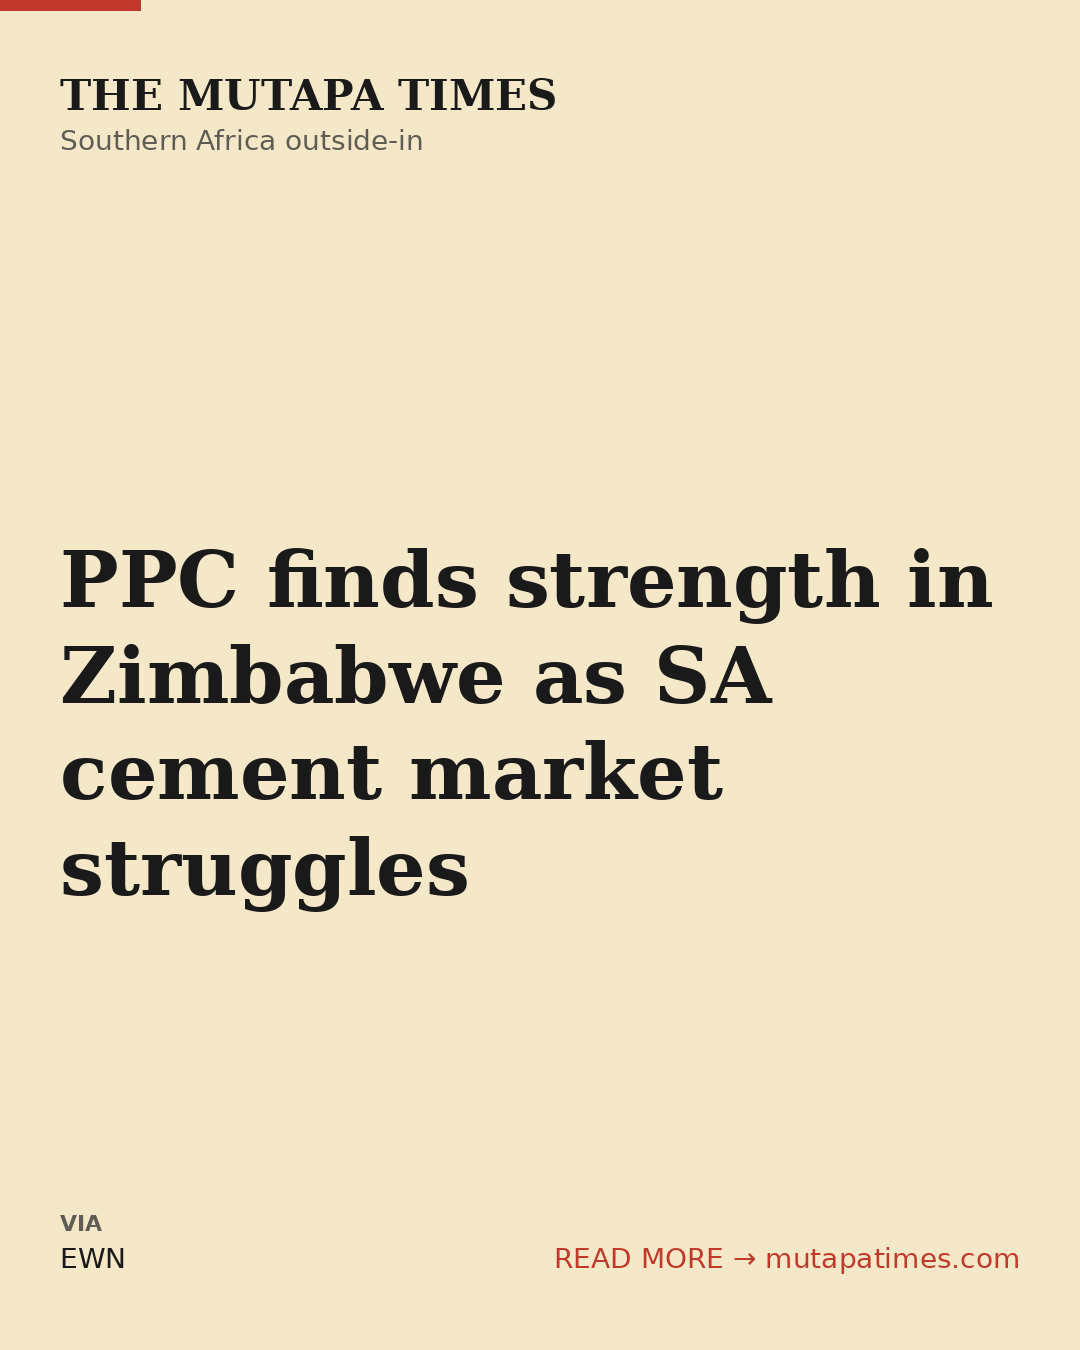 THE MUTAPA TIMES
Southern Africa outside-in
PPC finds strength in
Zimbabwe as SA
cement market
struggles
VIA
EWN
READ MORE → mutapatimes.com